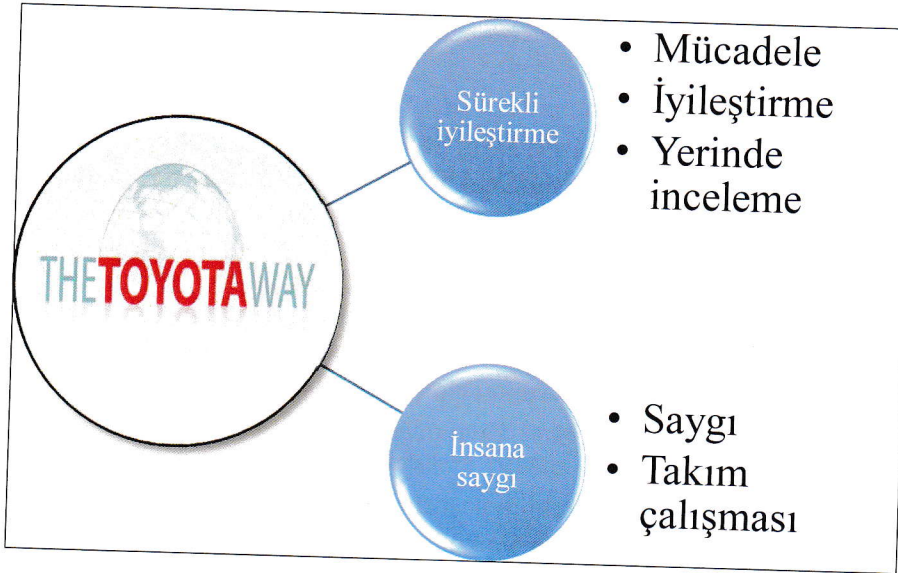 THETOYOTAWAY
Sürekli
iyileştirme
• Mücadele
• İyileştirme
• Yerinde
inceleme
İnsana
saygı
• Saygı
• Takım
çalışması